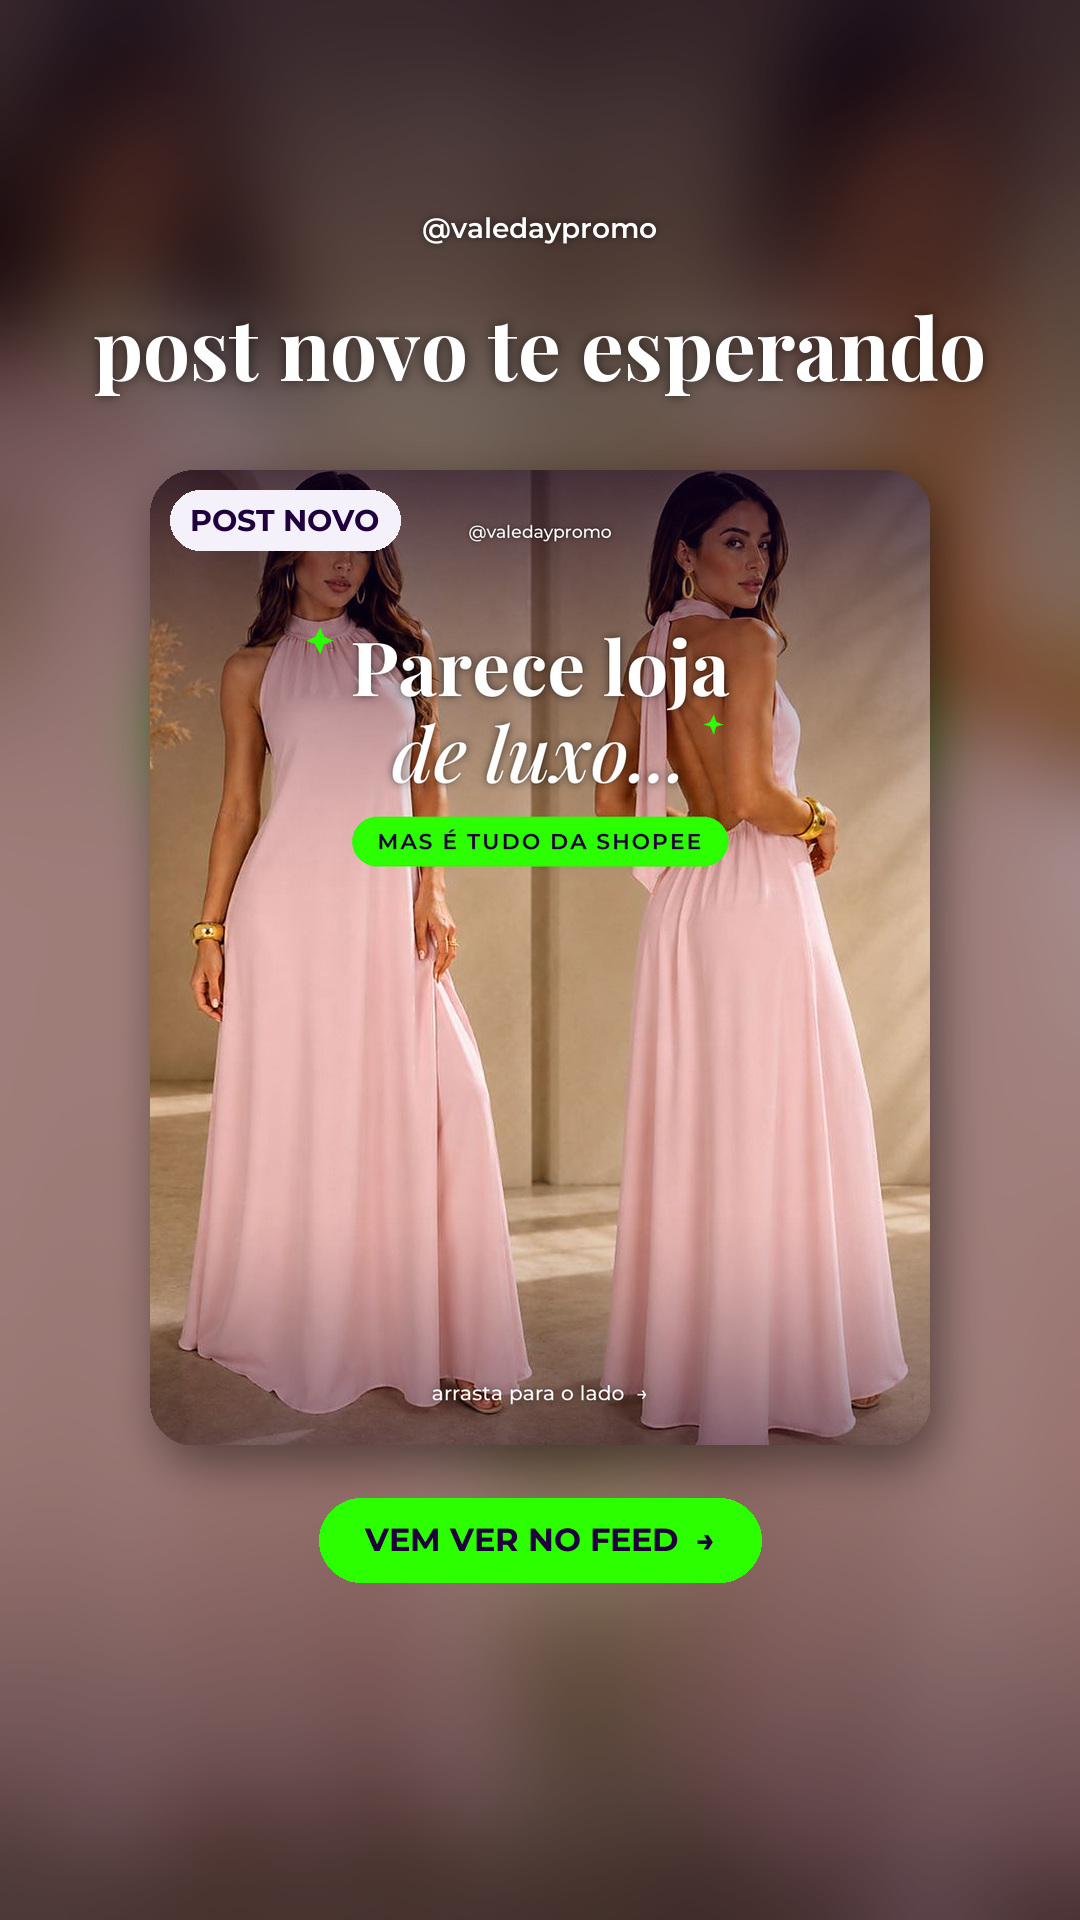 @valedaypromo
post novo te esperando
POST NOVO
@valedaypromo
Parece loja
de luxo...
MAS É TUDO DA SHOPEE
arrasta para o lado →
VEM VER NO FEED →